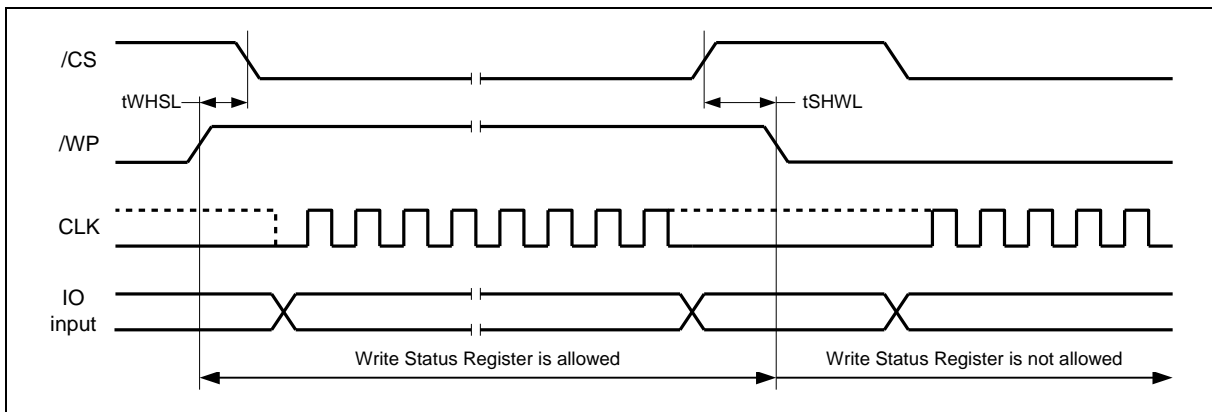 /CS
tWHSL
tSHWL
/WP
CLK
IO
input
Write Status Register is allowed
Write Status Register is not allowed